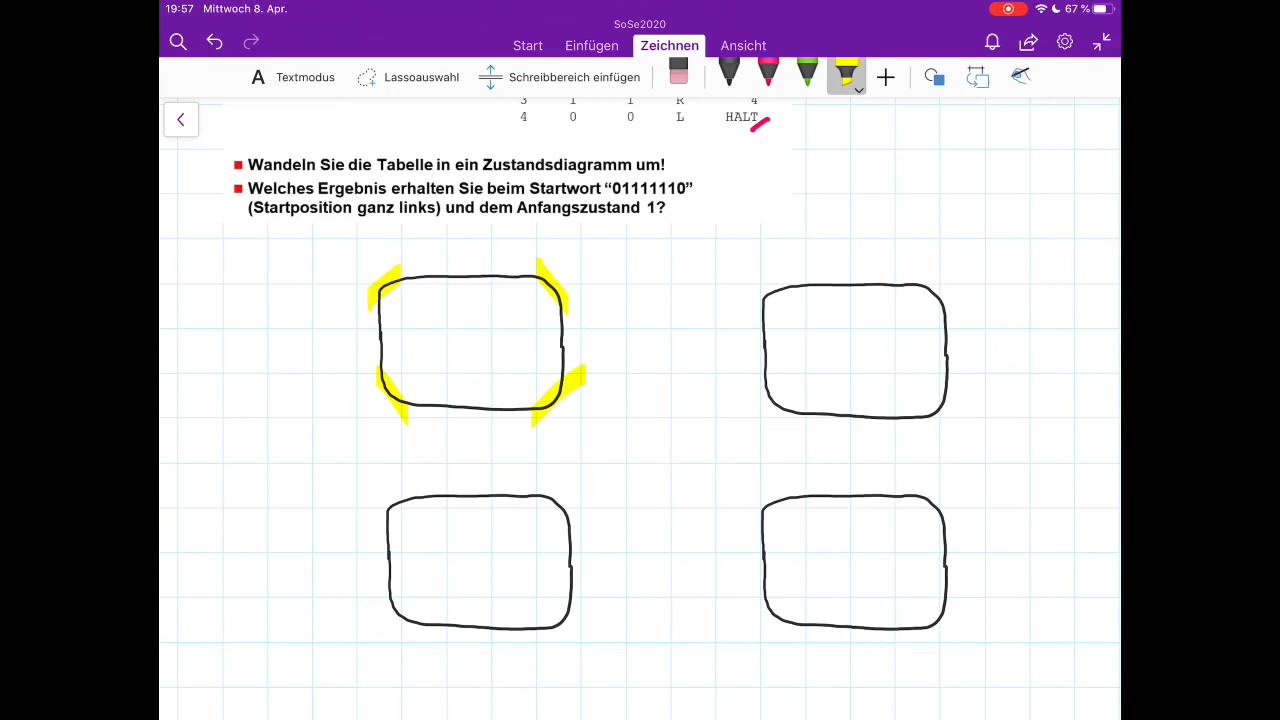 19:57 Mittwoch 8. Apr.
67 %
SoSe2020
Start Einfügen Zeichnen Ansicht
A Textmodus Lassoauswahl Schreibbereich einfügen
3 1 1 R 4
4 0 0 L HALT
Wandeln Sie die Tabelle in ein Zustandsdiagramm um!
Welches Ergebnis erhalten Sie beim Startwort “01111110”
(Startposition ganz links) und dem Anfangszustand 1?